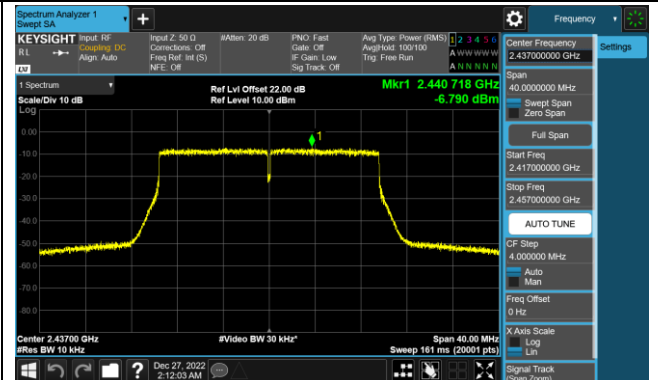 Spectrum Analyzer 1
Swept SA
Frequency
KEYSIGHT
RL
LXI
Input: RF
Coupling: DC
Align: Auto
Input Z: 50 Ω
Corrections: Off
Freq Ref: Int (S)
NFE: Off
#Atten: 20 dB
PNO: Fast
Gate: Off
IF Gain: Low
Sig Track: Off
Avg Type: Power (RMS)
Avg|Hold: 100/100
Trig: Free Run
1 2 3 4 5 6
A W W W W W
A N N N N N
Center Frequency
2.437000000 GHz
Settings
Span
40.0000000 MHz
Swept Span
Zero Span
Full Span
Start Freq
2.417000000 GHz
Stop Freq
2.457000000 GHz
AUTO TUNE
CF Step
4.000000 MHz
Auto
Man
Freq Offset
0 Hz
X Axis Scale
Log
Lin
Signal Track
(Span Zoom)
1 Spectrum
Scale/Div 10 dB
Log
Ref Lvl Offset 22.00 dB
Ref Level 10.00 dBm
Mkr1 2.440 718 GHz
-6.790 dBm
1
0.00
-10.0
-20.0
-30.0
-40.0
-50.0
-60.0
-70.0
-80.0
Center 2.43700 GHz
#Res BW 10 kHz
#Video BW 30 kHz*
Span 40.00 MHz
Sweep 161 ms (20001 pts)
Dec 27, 2022
2:12:03 AM